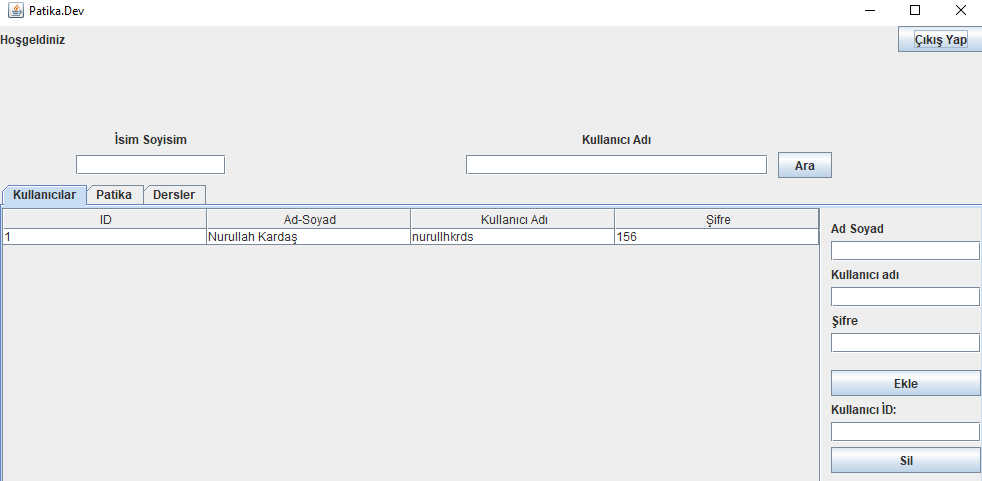 Patika.Dev
Hoşgeldiniz
Çıkış Yap
İsim Soyisim
Kullanıcı Adı
Ara
Kullanıcılar Patika Dersler
ID Ad-Soyad Kullanıcı Adı Şifre
1 Nurullah Kardaş nurullhkrds 156
Ad Soyad
Kullanıcı adı
Şifre
Ekle
Kullanıcı İD:
Sil